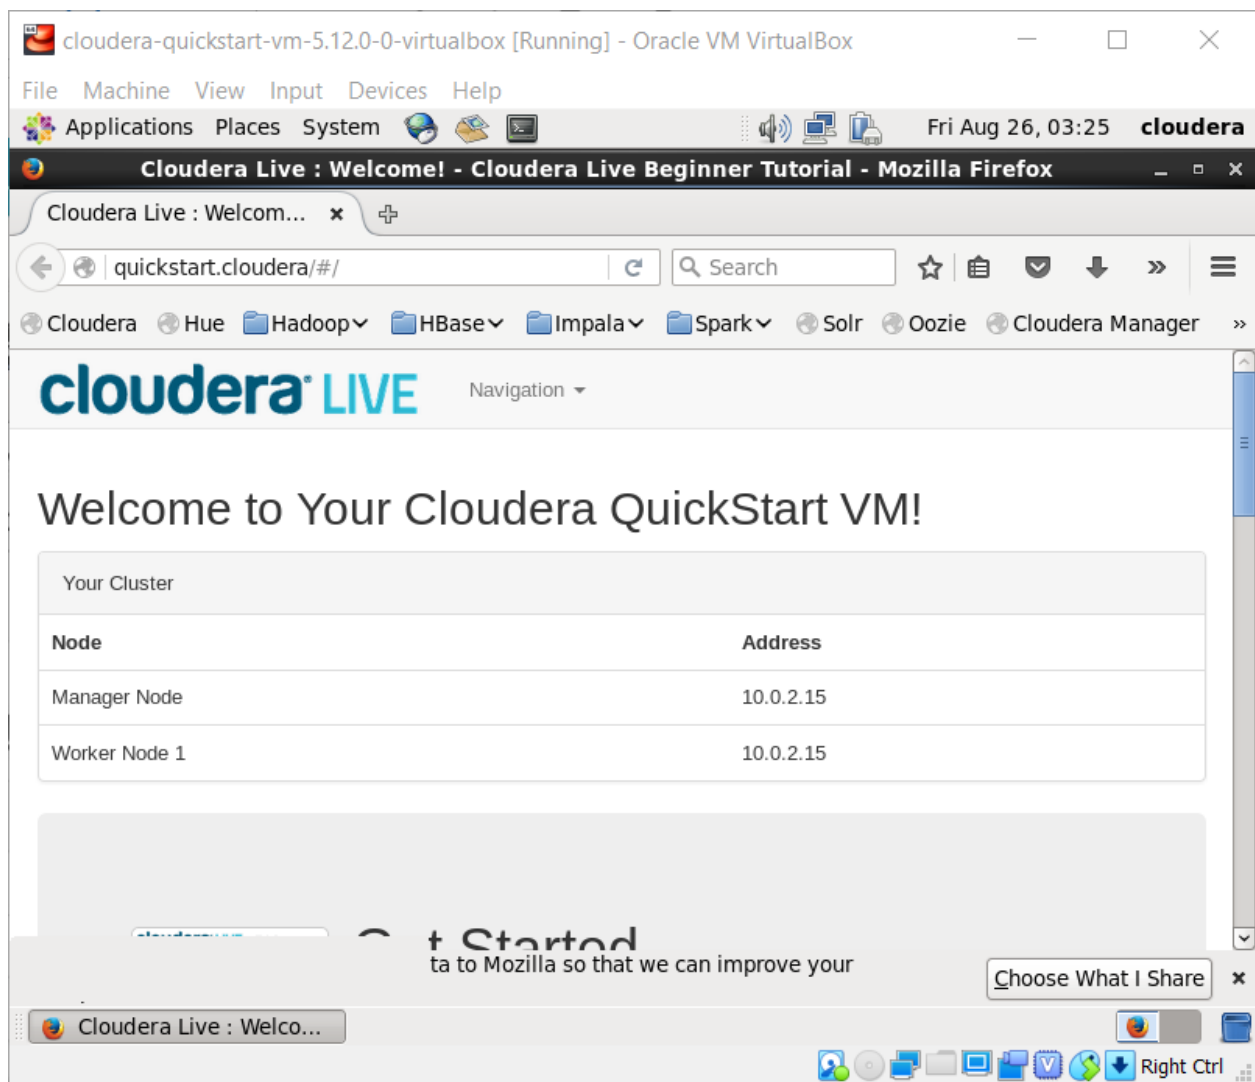 cloudera-quickstart-vm-5.12.0-0-virtualbox [Running] - Oracle VM VirtualBox
File Machine View Input Devices Help
Applications Places System Fri Aug 26, 03:25 cloudera
Cloudera Live : Welcome! - Cloudera Live Beginner Tutorial - Mozilla Firefox
Cloudera Live : Welcom...
quickstart.cloudera/#/ Search
Cloudera Hue Hadoop HBase Impala Spark Solr Oozie Cloudera Manager »
cloudera LIVE Navigation
Welcome to Your Cloudera QuickStart VM!
Your Cluster
Node Address
Manager Node 10.0.2.15
Worker Node 1 10.0.2.15
t Started
ta to Mozilla so that we can improve your
Choose What I Share
Cloudera Live : Welco...
Right Ctrl